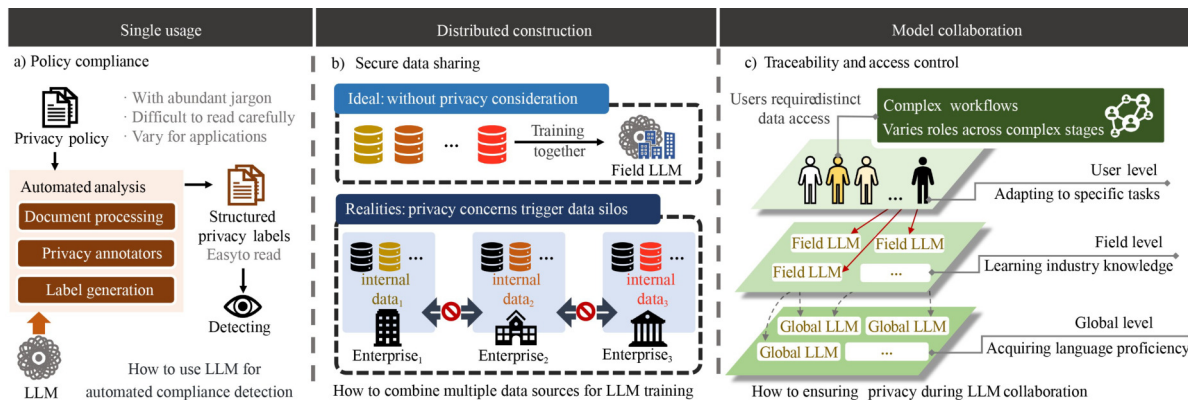 Single usage
a) Policy compliance
Privacy policy
· With abundant jargon
· Difficult to read carefully
· Vary for applications
Automated analysis
Document processing
Privacy annotators
Label generation
Structured
privacy labels
Easyto read
Detecting
LLM
How to use LLM for
automated compliance detection
Distributed construction
b) Secure data sharing
Ideal: without privacy consideration
...
Training
together
Field LLM
Realities: privacy concerns trigger data silos
...
...
...
internal
data₁
internal
data₂
internal
data₃
Enterprise₁
Enterprise₂
Enterprise₃
How to combine multiple data sources for LLM training
Model collaboration
c) Traceability and access control
Users require distinct
data access
Complex workflows
Varies roles across complex stages
...
User level
Adapting to specific tasks
Field LLM
Field LLM
Field LLM
...
Field level
Learning industry knowledge
Global LLM
Global LLM
Global LLM
...
Global level
Acquiring language proficiency
How to ensuring privacy during LLM collaboration